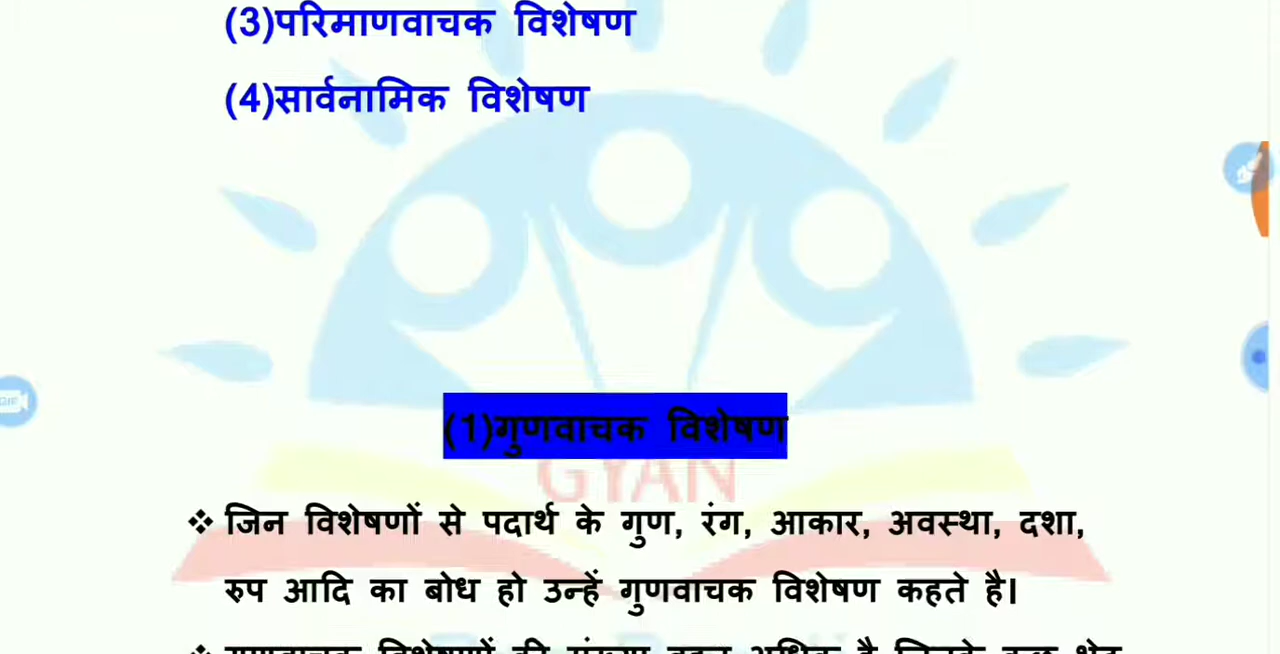 (3)परिमाणवाचक विशेषण
(4)सार्वनामिक विशेषण
(1)गुणवाचक विशेषण
GYAN
❖ जिन विशेषणों से पदार्थ के गुण, रंग, आकार, अवस्था, दशा,
रुप आदि का बोध हो उन्हें गुणवाचक विशेषण कहते है।